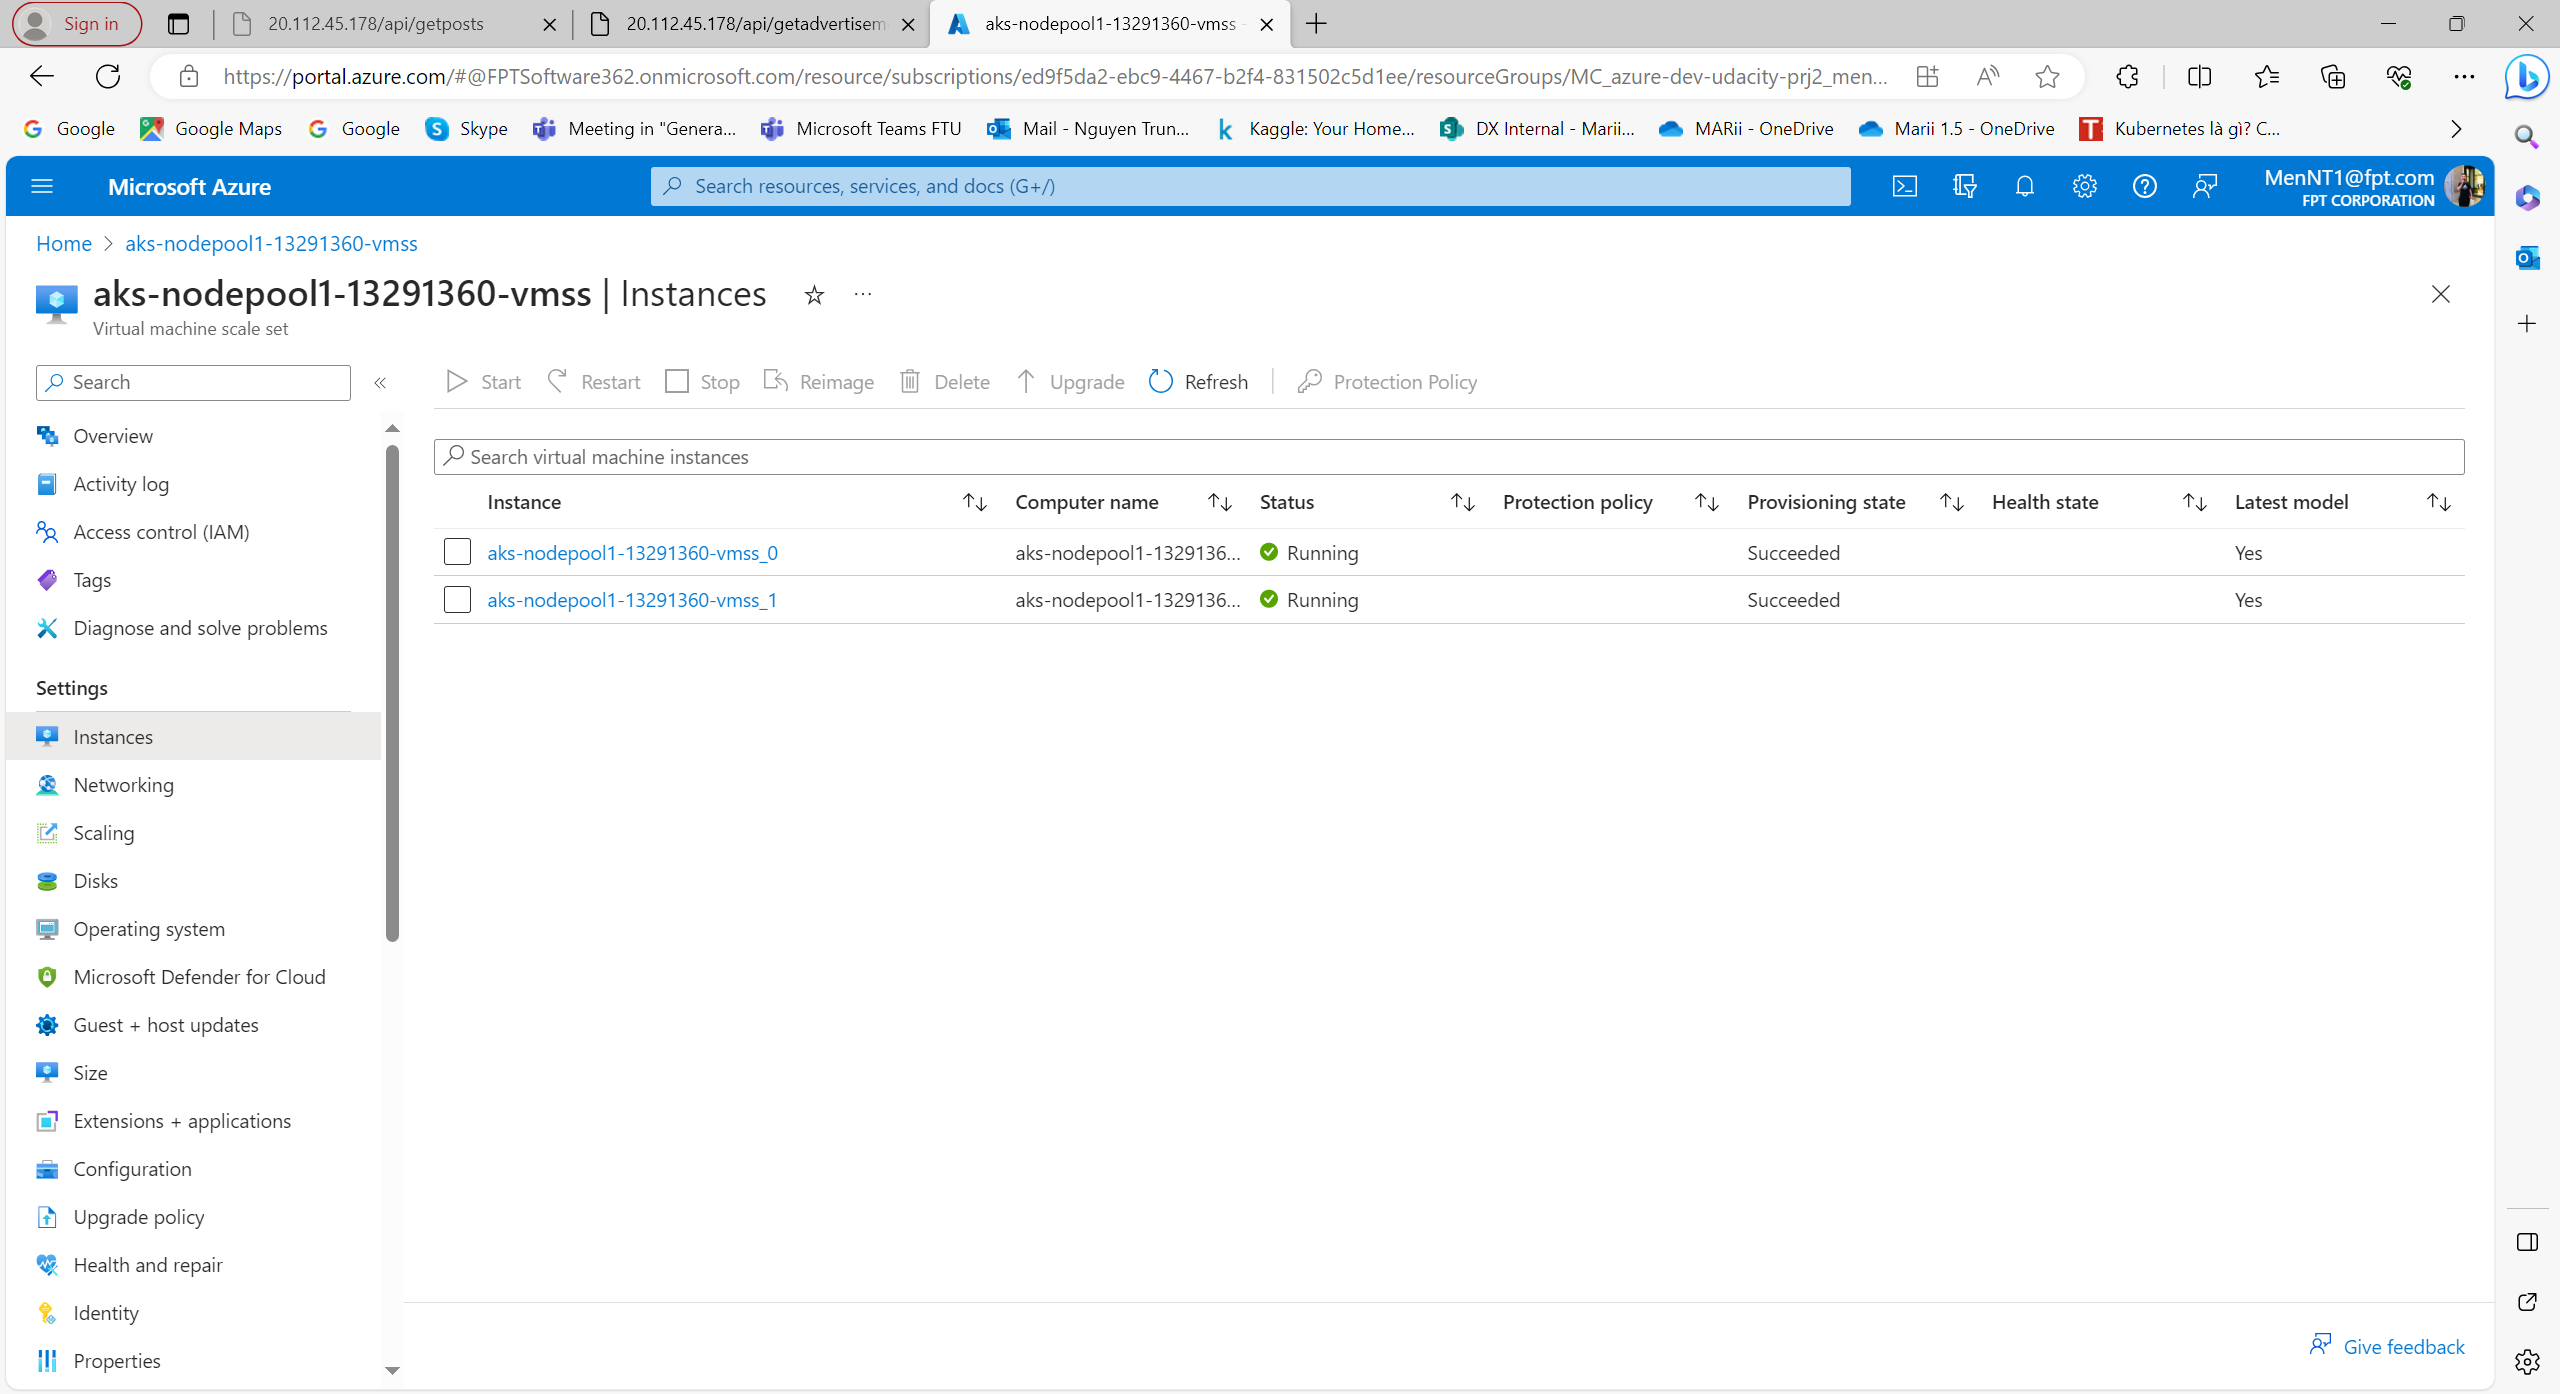 Sign in
20.112.45.178/api/getposts
20.112.45.178/api/getadvertisem
aks-nodepool1-13291360-vmss -
https://portal.azure.com/#@FPTSoftware362.onmicrosoft.com/resource/subscriptions/ed9f5da2-ebc9-4467-b2f4-831502c5d1ee/resourceGroups/MC_azure-dev-udacity-prj2_men...
Google
Google Maps
Google
Skype
Meeting in "Genera...
Microsoft Teams FTU
Mail - Nguyen Trun...
Kaggle: Your Home...
DX Internal - Marii...
MARii - OneDrive
Marii 1.5 - OneDrive
Kubernetes là gì? C...
Microsoft Azure
Search resources, services, and docs (G+/)
MenNT1@fpt.com
FPT CORPORATION
Home > aks-nodepool1-13291360-vmss
aks-nodepool1-13291360-vmss | Instances
Virtual machine scale set
Search
Start Restart Stop Reimage Delete Upgrade Refresh Protection Policy
Search virtual machine instances
Instance Computer name Status Protection policy Provisioning state Health state Latest model
aks-nodepool1-13291360-vmss_0 aks-nodepool1-1329136... Running Succeeded Yes
aks-nodepool1-13291360-vmss_1 aks-nodepool1-1329136... Running Succeeded Yes
Overview
Activity log
Access control (IAM)
Tags
Diagnose and solve problems
Settings
Instances
Networking
Scaling
Disks
Operating system
Microsoft Defender for Cloud
Guest + host updates
Size
Extensions + applications
Configuration
Upgrade policy
Health and repair
Identity
Properties
Give feedback